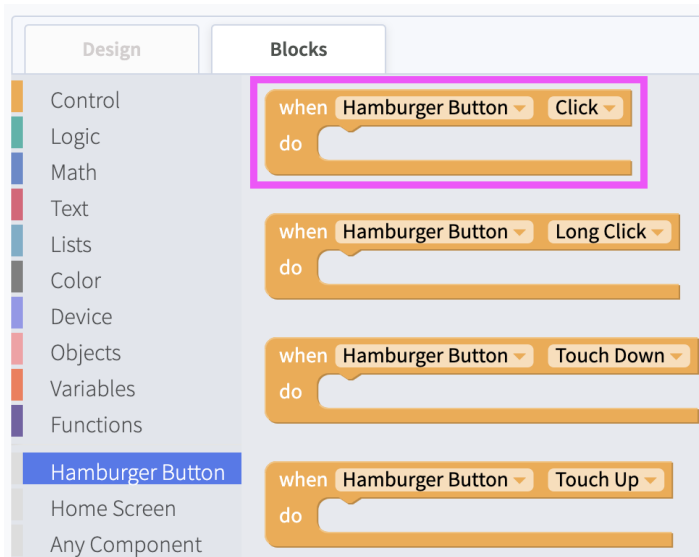 Design
Blocks
Control
Logic
Math
Text
Lists
Color
Device
Objects
Variables
Functions
Hamburger Button
Home Screen
Any Component
when Hamburger Button Click
do
when Hamburger Button Long Click
do
when Hamburger Button Touch Down
do
when Hamburger Button Touch Up
do